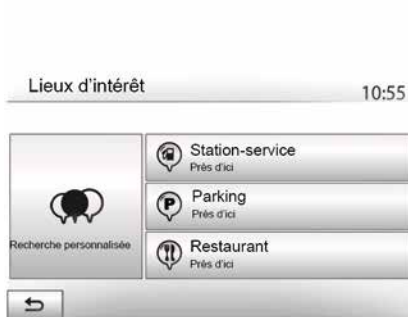 Lieux d'intérêt
10:55
Station-service
Près d'ici
P
Parking
Près d'ici
Recherche personnalisée
Restaurant
Près d'ici